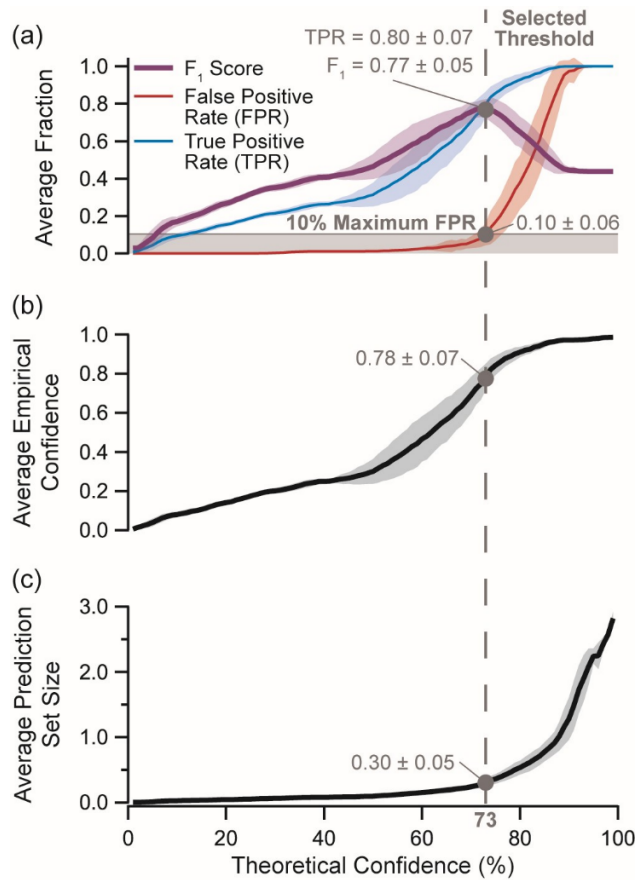 (a)
TPR = 0.80 ± 0.07
F1 = 0.77 ± 0.05
Selected
Threshold
Average Fraction
1.0
0.8
0.6
0.4
0.2
0.0
F1 Score
False Positive
Rate (FPR)
True Positive
Rate (TPR)
10% Maximum FPR
0.10 ± 0.06
(b)
Average Empirical
Confidence
1.0
0.8
0.6
0.4
0.2
0.0
0.78 ± 0.07
(c)
Average Prediction
Set Size
3.0
2.0
1.0
0.0
0.30 ± 0.05
0
20
40
60
73
80
100
Theoretical Confidence (%)